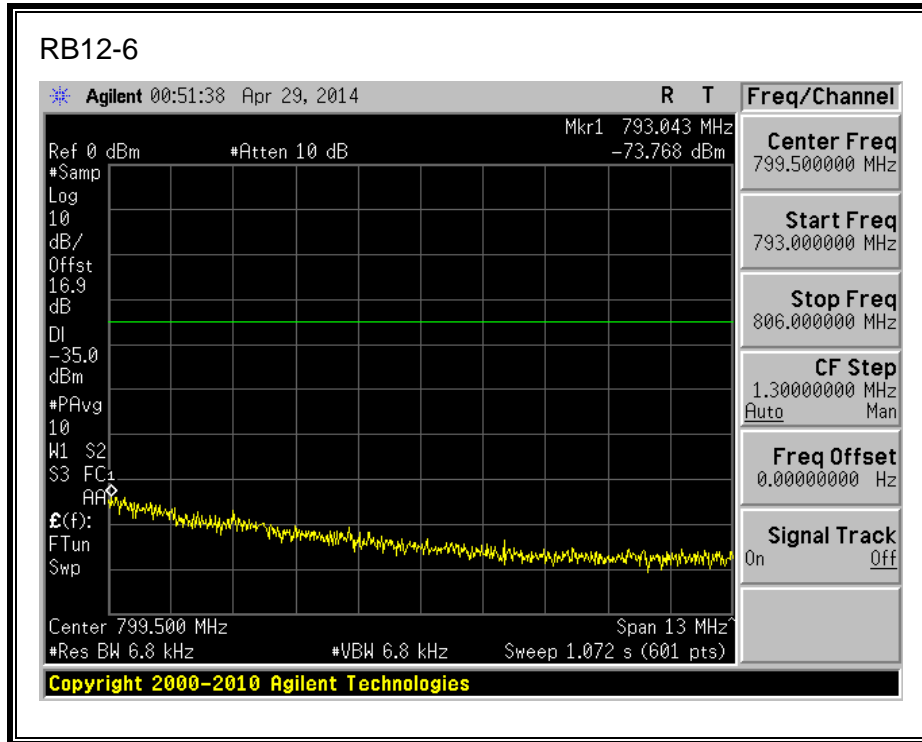 RB12-6
Agilent 00:51:38 Apr 29, 2014 R T
Mkr1 793.043 MHz
Ref 0 dBm #Atten 10 dB -73.768 dBm
#Samp
Log
10
dB/
Offst
16.9
dB
DI
-35.0
dBm
#PAvg
10
W1 S2
S3 FC
1
AA
£(f):
FTun
Swp
Center 799.500 MHz Span 13 MHz^
#Res BW 6.8 kHz #VBW 6.8 kHz Sweep 1.072 s (601 pts)
Freq/Channel
Center Freq
799.500000 MHz
Start Freq
793.000000 MHz
Stop Freq
806.000000 MHz
CF Step
1.30000000 MHz
Auto Man
Freq Offset
0.00000000 Hz
Signal Track
On Off
Copyright 2000-2010 Agilent Technologies